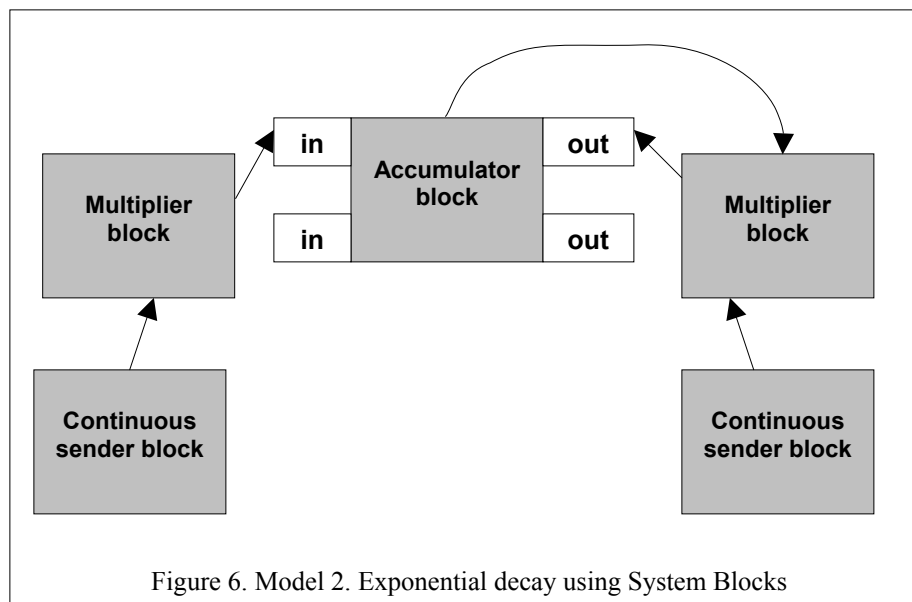 in
out
Accumulator
block
Multiplier
block
Multiplier
block
in
out
Continuous
sender block
Continuous
sender block
Figure 6. Model 2. Exponential decay using System Blocks